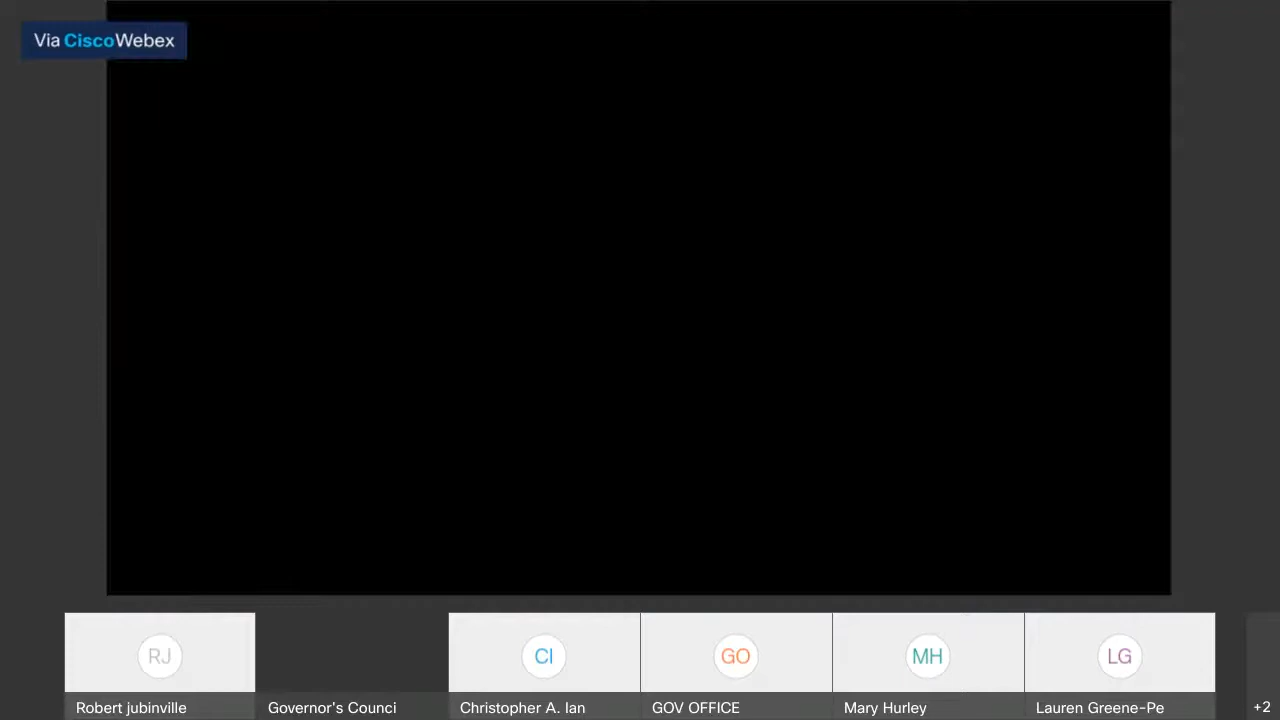 Via CiscoWebex
RJ
CI
GO
MH
LG
Robert jubinville
Governor's Counci
Christopher A. Ian
GOV OFFICE
Mary Hurley
Lauren Greene-Pe
+2